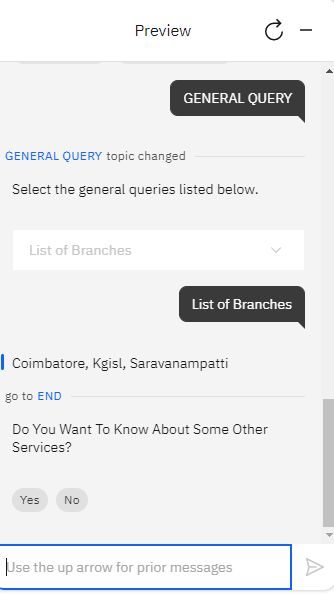 Preview
GENERAL QUERY
GENERAL QUERY topic changed
Select the general queries listed below.
List of Branches
List of Branches
Coimbatore, Kgisl, Saravanampatti
go to END
Do You Want To Know About Some Other
Services?
Yes No
Use the up arrow for prior messages